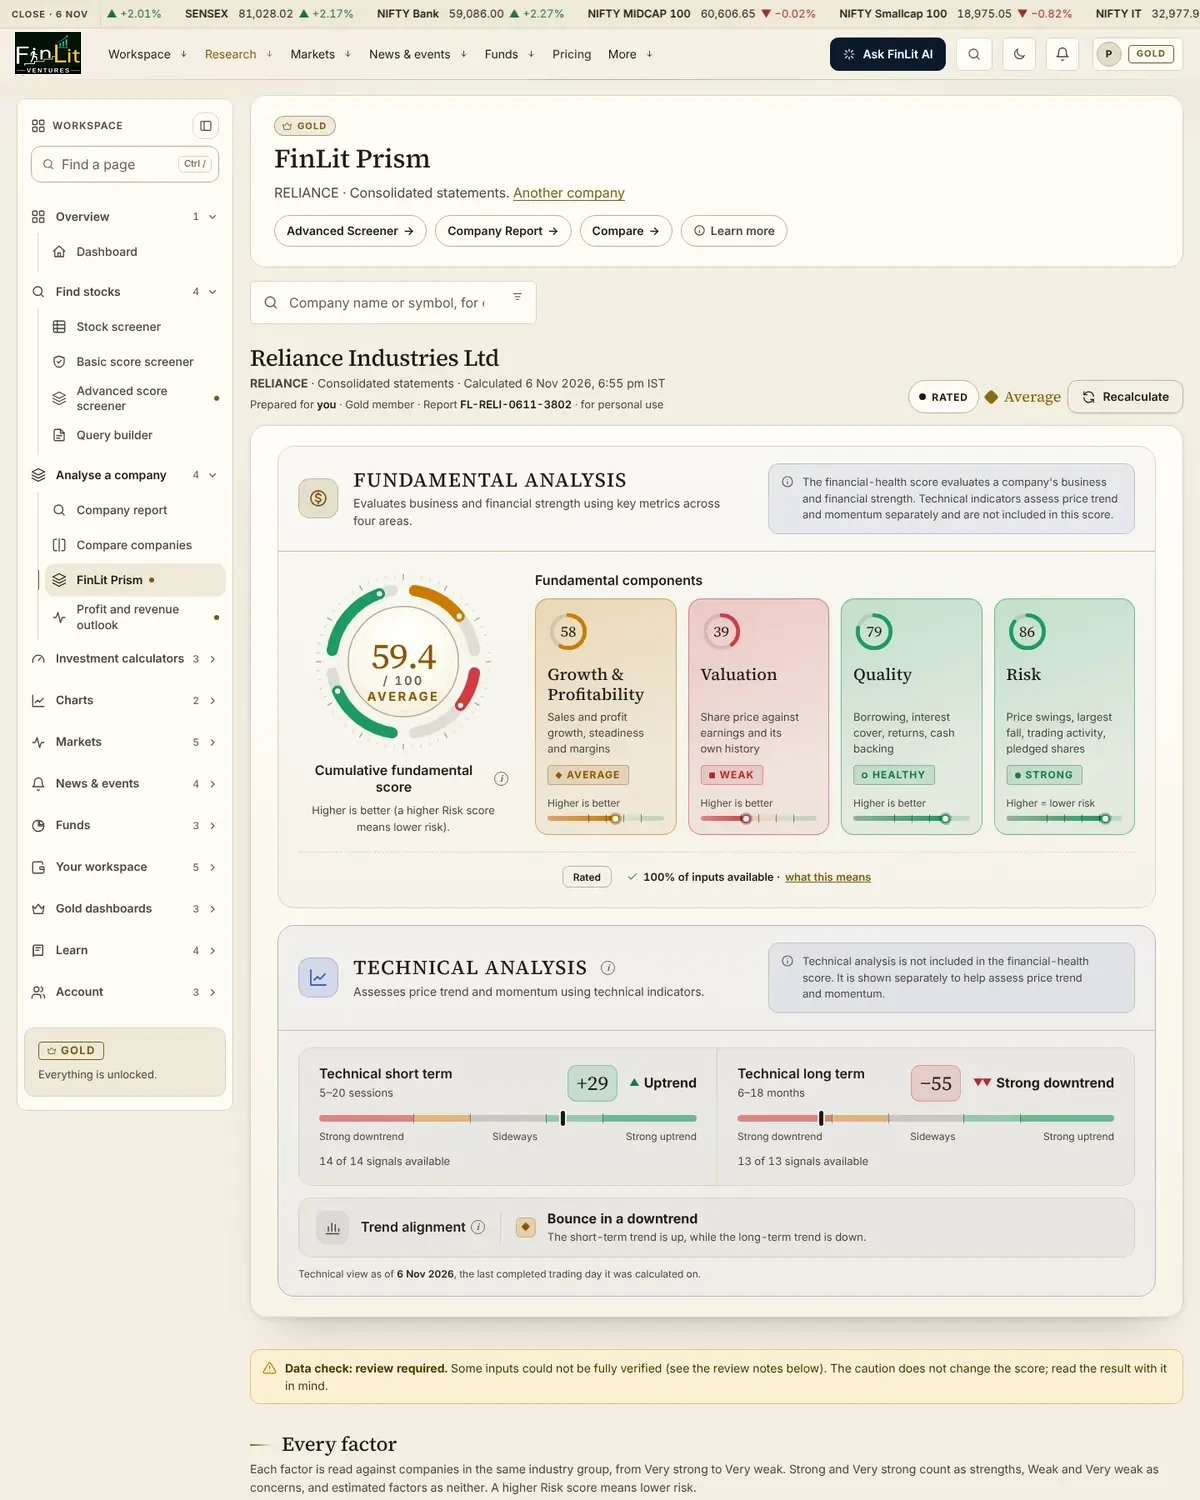 CLOSE · 6 NOV ▲ +2.01% SENSEX 81,028.02 ▲ +2.17% NIFTY Bank 59,086.00 ▲ +2.27% NIFTY MIDCAP 100 60,606.65 ▼ −0.02% NIFTY Smallcap 100 18,975.05 ▼ −0.82% NIFTY IT 32,977.9
FinLit
VENTURES
Workspace Research Markets News & events Funds Pricing More Ask FinLit AI P GOLD
WORKSPACE
Find a page Ctrl /
Overview 1
Dashboard
Find stocks 4
Stock screener
Basic score screener
Advanced score
screener
Query builder
Analyse a company 4
Company report
Compare companies
FinLit Prism
Profit and revenue
outlook
Investment calculators 3
Charts 2
Markets 5
News & events 4
Funds 3
Your workspace 5
Gold dashboards 3
Learn 4
Account 3
GOLD
Everything is unlocked.
GOLD
FinLit Prism
RELIANCE · Consolidated statements. Another company
Advanced Screener → Company Report → Compare → Learn more
Company name or symbol, for
Reliance Industries Ltd
RELIANCE · Consolidated statements · Calculated 6 Nov 2026, 6:55 pm IST
Prepared for you · Gold member · Report FL-RELI-0611-3802 · for personal use
RATED Average Recalculate
FUNDAMENTAL ANALYSIS
Evaluates business and financial strength using key metrics across
four areas.
The financial-health score evaluates a company's business
and financial strength. Technical indicators assess price trend
and momentum separately and are not included in this score.
59.4
/ 100
AVERAGE
Cumulative fundamental
score
Higher is better (a higher Risk score
means lower risk).
Fundamental components
58
Growth &
Profitability
Sales and profit
growth, steadiness
and margins
AVERAGE
Higher is better
39
Valuation
Share price against
earnings and its
own history
WEAK
Higher is better
79
Quality
Borrowing, interest
cover, returns, cash
backing
HEALTHY
Higher is better
86
Risk
Price swings, largest
fall, trading activity,
pledged shares
STRONG
Higher = lower risk
Rated ✓ 100% of inputs available · what this means
TECHNICAL ANALYSIS
Assesses price trend and momentum using technical indicators.
Technical analysis is not included in the financial-health
score. It is shown separately to help assess price trend
and momentum.
Technical short term
5–20 sessions
+29 ▲ Uptrend
Strong downtrend Sideways Strong uptrend
14 of 14 signals available
Technical long term
6–18 months
−55 ▼▼ Strong downtrend
Strong downtrend Sideways Strong uptrend
13 of 13 signals available
Trend alignment
Bounce in a downtrend
The short-term trend is up, while the long-term trend is down.
Technical view as of 6 Nov 2026, the last completed trading day it was calculated on.
Data check: review required. Some inputs could not be fully verified (see the review notes below). The caution does not change the score; read the result with it
in mind.
Every factor
Each factor is read against companies in the same industry group, from Very strong to Very weak. Strong and Very strong count as strengths, Weak and Very weak as
concerns, and estimated factors as neither. A higher Risk score means lower risk.